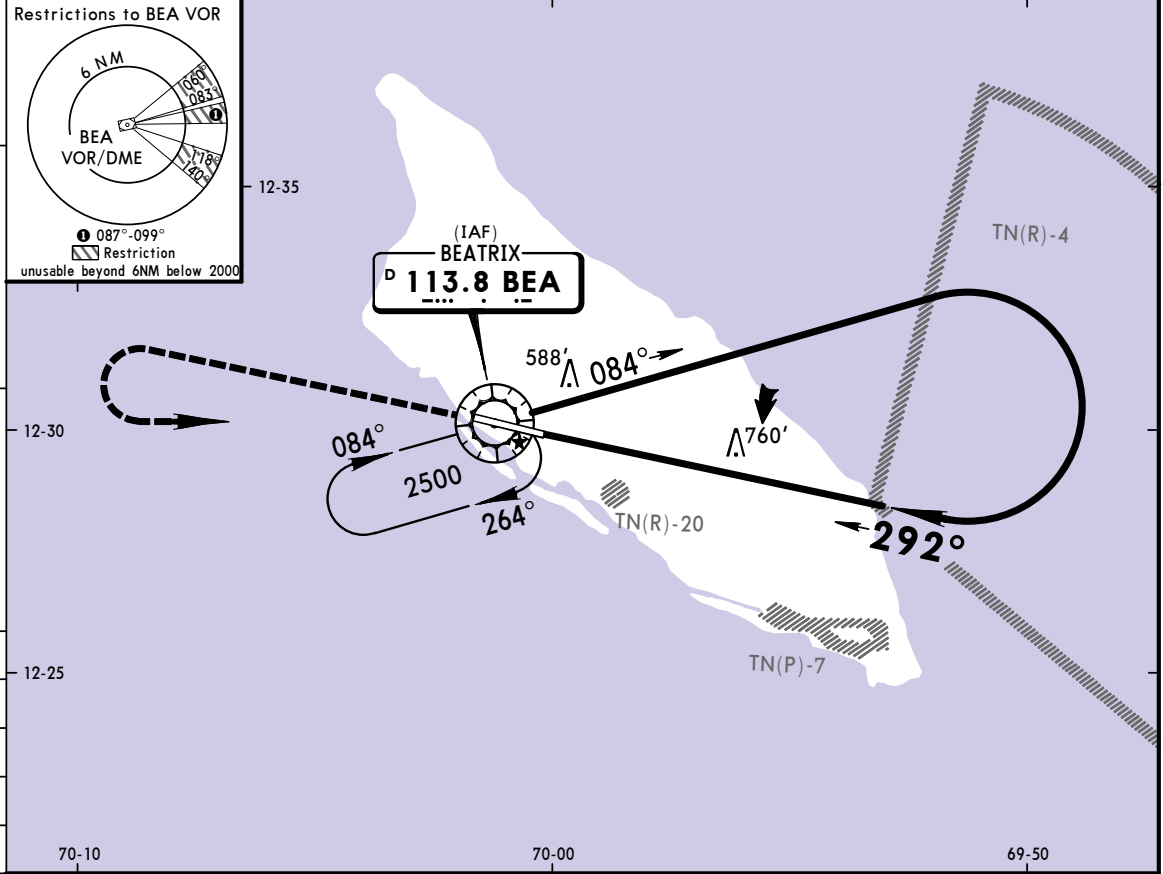 Restrictions to BEA VOR
6 NM
060°
083°
1
BEA
VOR/DME
118°
140°
1 087°-099°
Restriction
unusable beyond 6NM below 2000
12-35
(IAF)
BEATRIX
D 113.8 BEA
TN(R)-4
588'
084°
760'
12-30
084°
2500
264°
TN(R)-20
292°
TN(P)-7
12-25
70-10
70-00
69-50